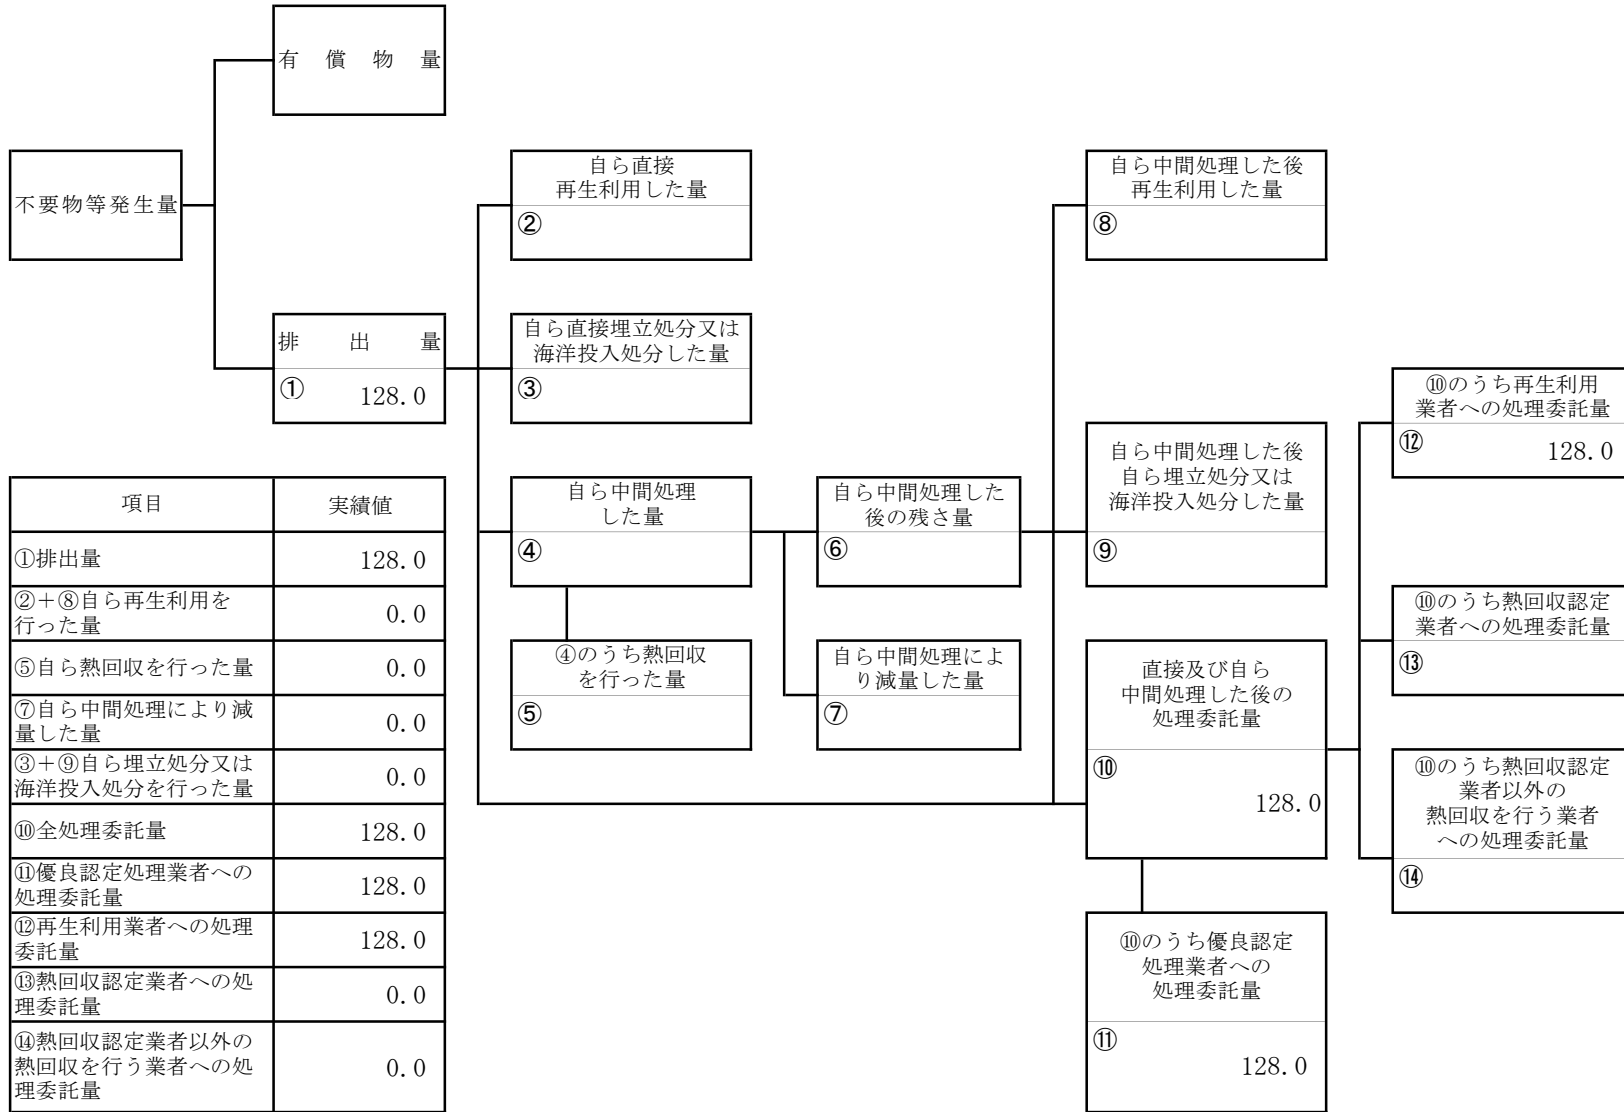 有償物量
不要物等発生量
自ら直接
再生利用した量
②
自ら中間処理した後
再生利用した量
⑧
排出量
① 128.0
自ら直接埋立処分又は
海洋投入処分した量
③
⑩のうち再生利用
業者への処理委託量
⑫ 128.0
自ら中間処理した後
自ら埋立処分又は
海洋投入処分した量
⑨
自ら中間処理
した量
④
自ら中間処理した
後の残さ量
⑥
⑩のうち熱回収認定
業者への処理委託量
⑬
④のうち熱回収
を行った量
⑤
自ら中間処理によ
り減量した量
⑦
直接及び自ら
中間処理した後の
処理委託量
⑩
128.0
⑩のうち熱回収認定
業者以外の
熱回収を行う業者
への処理委託量
⑭
⑩のうち優良認定
処理業者への
処理委託量
⑪
128.0
項目 実績値
①排出量 128.0
②+⑧自ら再生利用を
行った量 0.0
⑤自ら熱回収を行った量 0.0
⑦自ら中間処理により減
量した量 0.0
③+⑨自ら埋立処分又は
海洋投入処分を行った量 0.0
⑩全処理委託量 128.0
⑪優良認定処理業者への
処理委託量 128.0
⑫再生利用業者への処理
委託量 128.0
⑬熱回収認定業者への処
理委託量 0.0
⑭熱回収認定業者以外の
熱回収を行う業者への処
理委託量 0.0